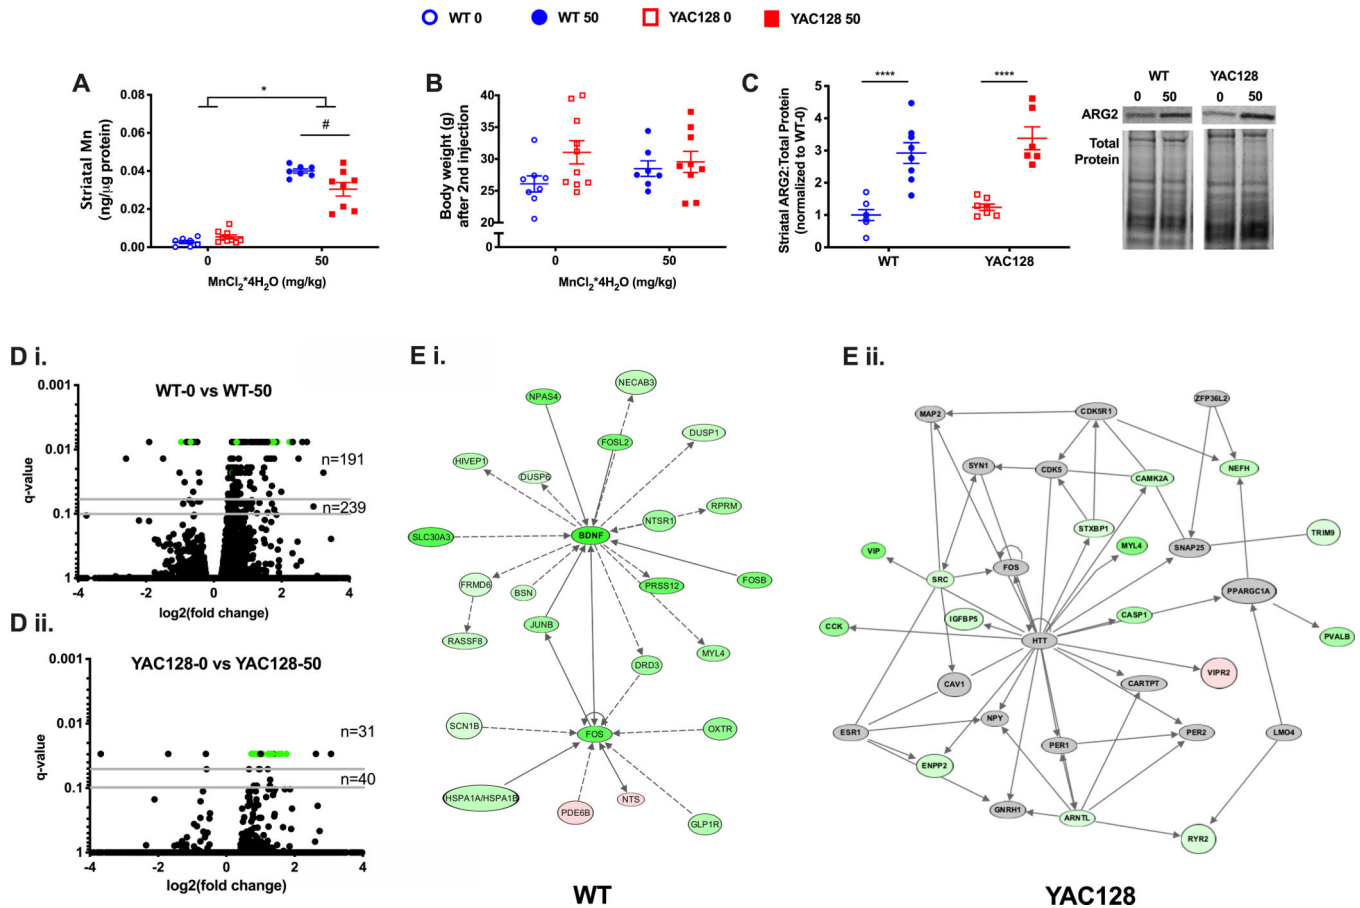 WT 0
WT 50
YAC128 0
YAC128 50
A
0.08
0.06
0.04
0.02
0.00
Striatal Mn
(ng/μg protein)
*
#
0
50
MnCl2*4H2O (mg/kg)
B
40
35
30
25
20
0
Body weight (g)
after 2nd injection
0
50
MnCl2*4H2O (mg/kg)
C
5
4
3
2
1
0
Striatal ARG2:Total Protein
(normalized to WT-0)
****
****
WT
YAC128
WT
YAC128
0
50
0
50
ARG2
Total
Protein
D i.
WT-0 vs WT-50
0.001
0.01
0.1
1
q-value
n=191
n=239
-4
-2
0
2
4
log2(fold change)
D ii.
YAC128-0 vs YAC128-50
0.001
0.01
0.1
1
q-value
n=31
n=40
-4
-2
0
2
4
log2(fold change)
E i.
NECAB3
NPAS4
DUSP1
FOSL2
HIVEP1
DUSP6
RPRM
NTSR1
SLC30A3
BDNF
FRMD6
BSN
PRSS12
FOSB
JUNB
RASSF8
MYL4
DRD3
SCN1B
FOS
OXTR
HSPA1A/HSPA1B
PDE6B
NTS
GLP1R
WT
E ii.
MAP2
CDK5R1
ZFP36L2
SYN1
CDK5
CAMK2A
NEFH
STXBP1
TRIM9
VIP
MYL4
SNAP25
FOS
SRC
PPARGC1A
IGFBP5
CASP1
CCK
HTT
PVALB
VIPR2
CAV1
CARTPT
NPY
ESR1
PER1
PER2
LMO4
ENPP2
GNRH1
ARNTL
RYR2
YAC128